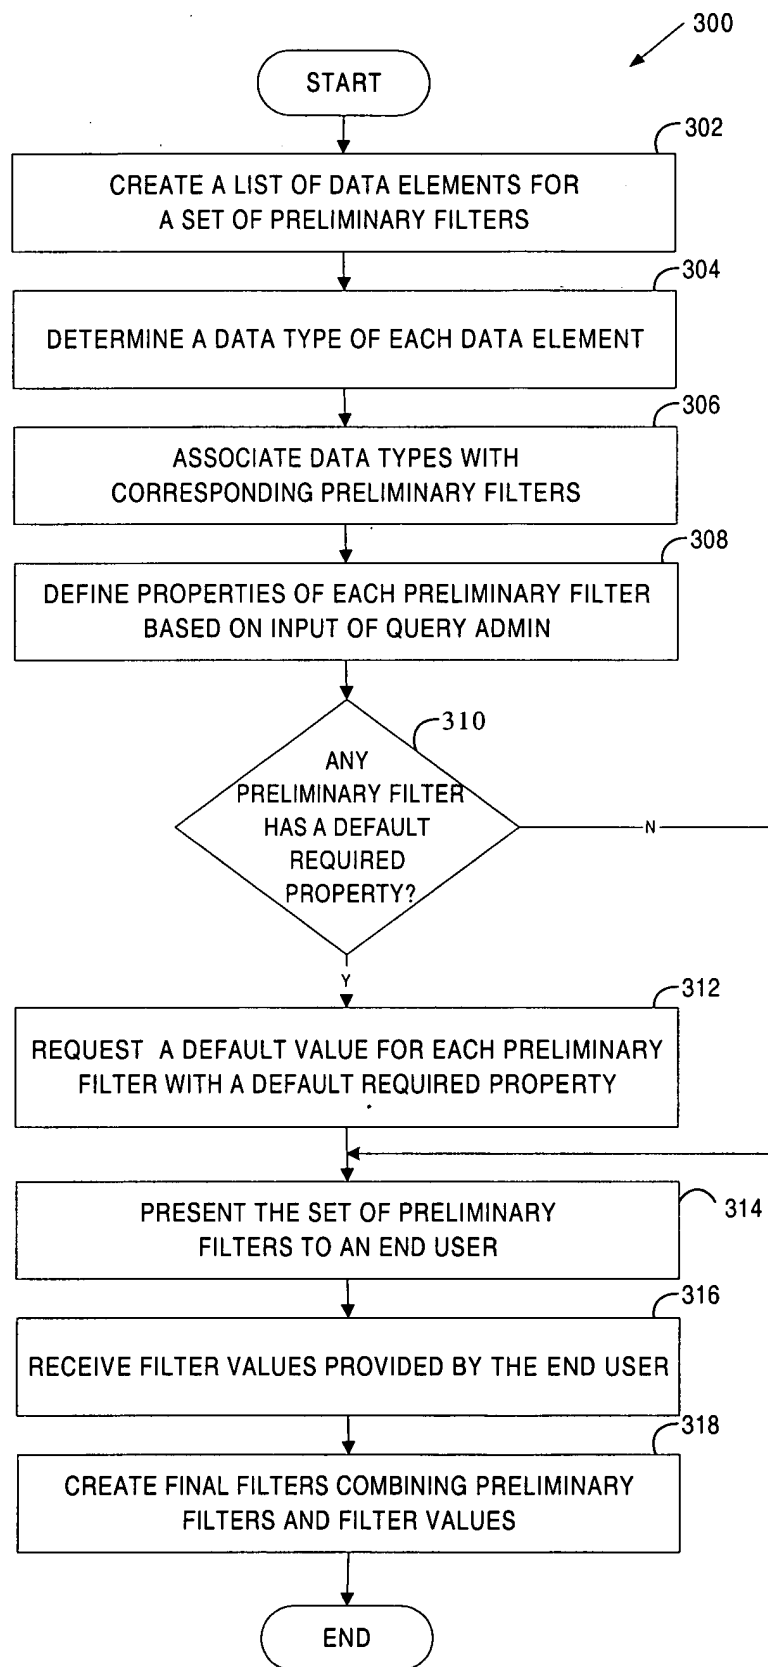 300
START
302
CREATE A LIST OF DATA ELEMENTS FOR
A SET OF PRELIMINARY FILTERS
304
DETERMINE A DATA TYPE OF EACH DATA ELEMENT
306
ASSOCIATE DATA TYPES WITH
CORRESPONDING PRELIMINARY FILTERS
308
DEFINE PROPERTIES OF EACH PRELIMINARY FILTER
BASED ON INPUT OF QUERY ADMIN
310
ANY
PRELIMINARY FILTER
HAS A DEFAULT
REQUIRED
PROPERTY?
N
Y
312
REQUEST A DEFAULT VALUE FOR EACH PRELIMINARY
FILTER WITH A DEFAULT REQUIRED PROPERTY
314
PRESENT THE SET OF PRELIMINARY
FILTERS TO AN END USER
316
RECEIVE FILTER VALUES PROVIDED BY THE END USER
318
CREATE FINAL FILTERS COMBINING PRELIMINARY
FILTERS AND FILTER VALUES
END